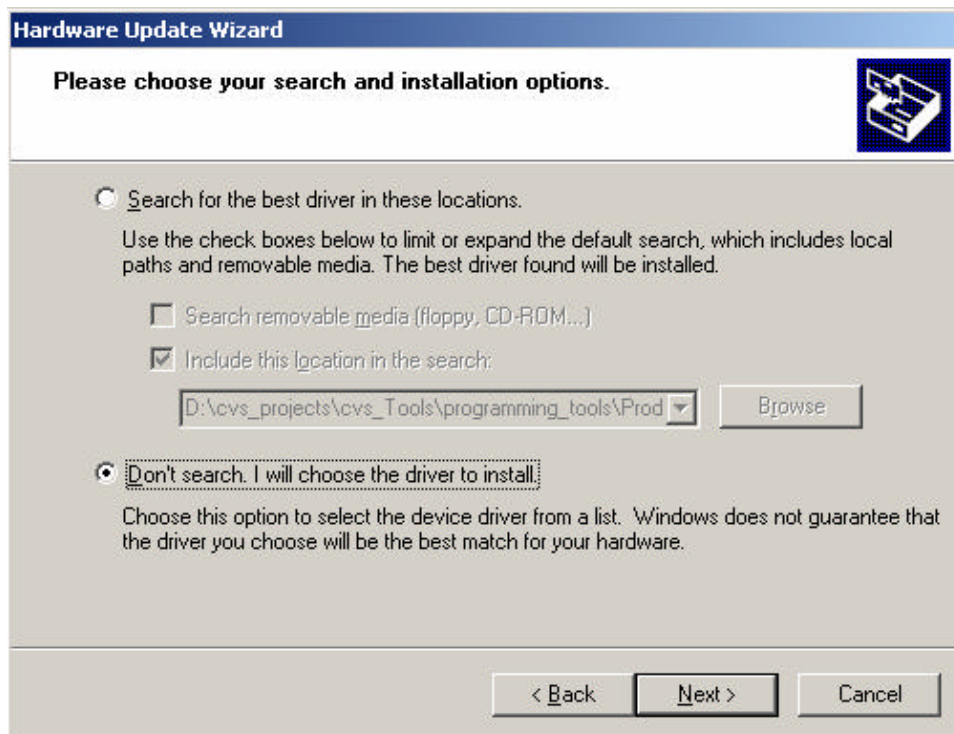 Hardware Update Wizard
Please choose your search and installation options.
Search for the best driver in these locations.
Use the check boxes below to limit or expand the default search, which includes local
paths and removable media. The best driver found will be installed.
Search removable media (floppy, CD-ROM...)
Include this location in the search:
D:\cvs_projects\cvs_Tools\programming_tools\Prod
Browse
Don't search. I will choose the driver to install.
Choose this option to select the device driver from a list. Windows does not guarantee that
the driver you choose will be the best match for your hardware.
< Back
Next >
Cancel